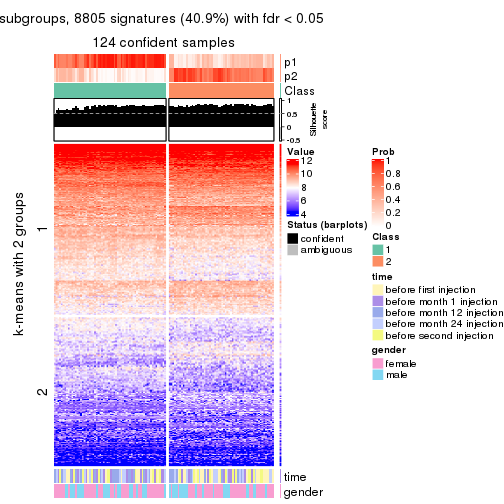 subgroups, 8805 signatures (40.9%) with fdr < 0.05
124 confident samples
p1
p2
Class
1
0.5
0
-0.5
Silhouette
score
k-means with 2 groups
1
2
time
gender
Value
12
10
8
6
4
Status (barplots)
confident
ambiguous
Prob
1
0.8
0.6
0.4
0.2
0
Class
1
2
time
before first injection
before month 1 injection
before month 12 injection
before month 24 injection
before second injection
gender
female
male